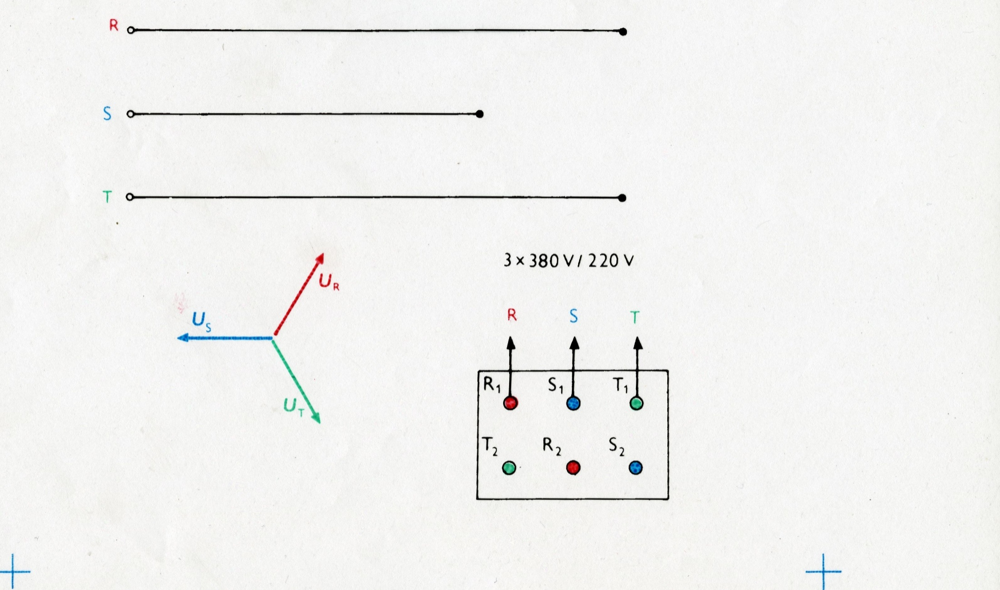 R
S
T
U_R
3 x 380 V / 220 V
R S T
U_S
R_1 S_1 T_1
U_T
T_2 R_2 S_2